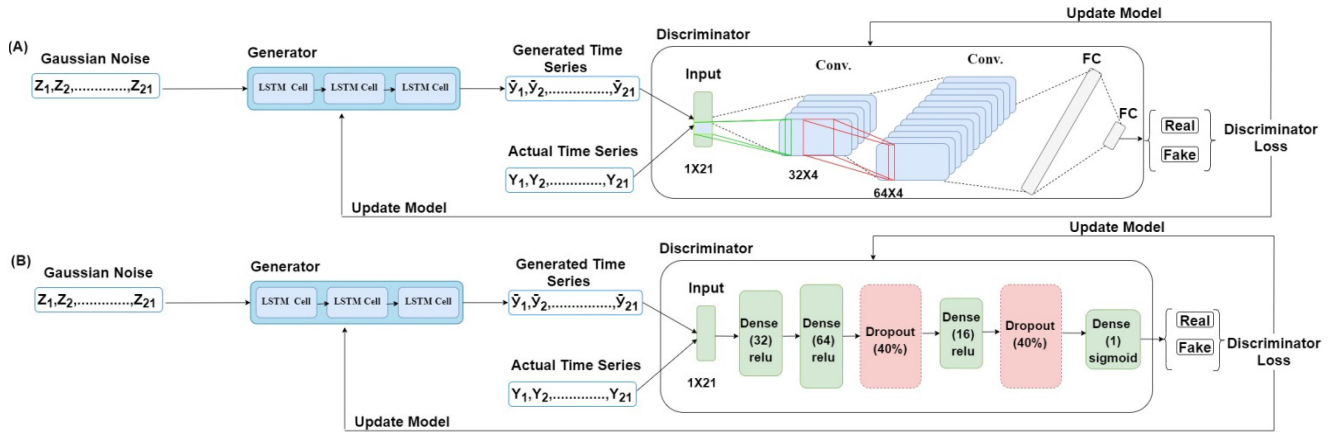 (A)
Gaussian Noise
Z1,Z2,.............,Z21
Generator
LSTM Cell
LSTM Cell
LSTM Cell
Generated Time
Series
ȳ1,ȳ2,...............,ȳ21
Actual Time Series
Y1,Y2,.............,Y21
Discriminator
Input
1X21
Conv.
32X4
Conv.
64X4
FC
FC
Real
Fake
Discriminator
Loss
Update Model
Update Model
(B)
Gaussian Noise
Z1,Z2,.............,Z21
Generator
LSTM Cell
LSTM Cell
LSTM Cell
Generated Time
Series
ȳ1,ȳ2,...............,ȳ21
Actual Time Series
Y1,Y2,.............,Y21
Discriminator
Input
1X21
Dense
(32)
relu
Dense
(64)
relu
Dropout
(40%)
Dense
(16)
relu
Dropout
(40%)
Dense
(1)
sigmoid
Real
Fake
Discriminator
Loss
Update Model
Update Model